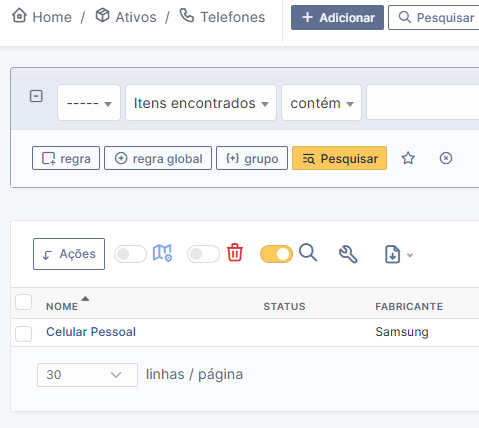 Home / Ativos / Telefones Adicionar Pesquisar
----- Itens encontrados contém
regra regra global grupo Pesquisar
Ações
NOME STATUS FABRICANTE
Celular Pessoal Samsung
30 linhas / página